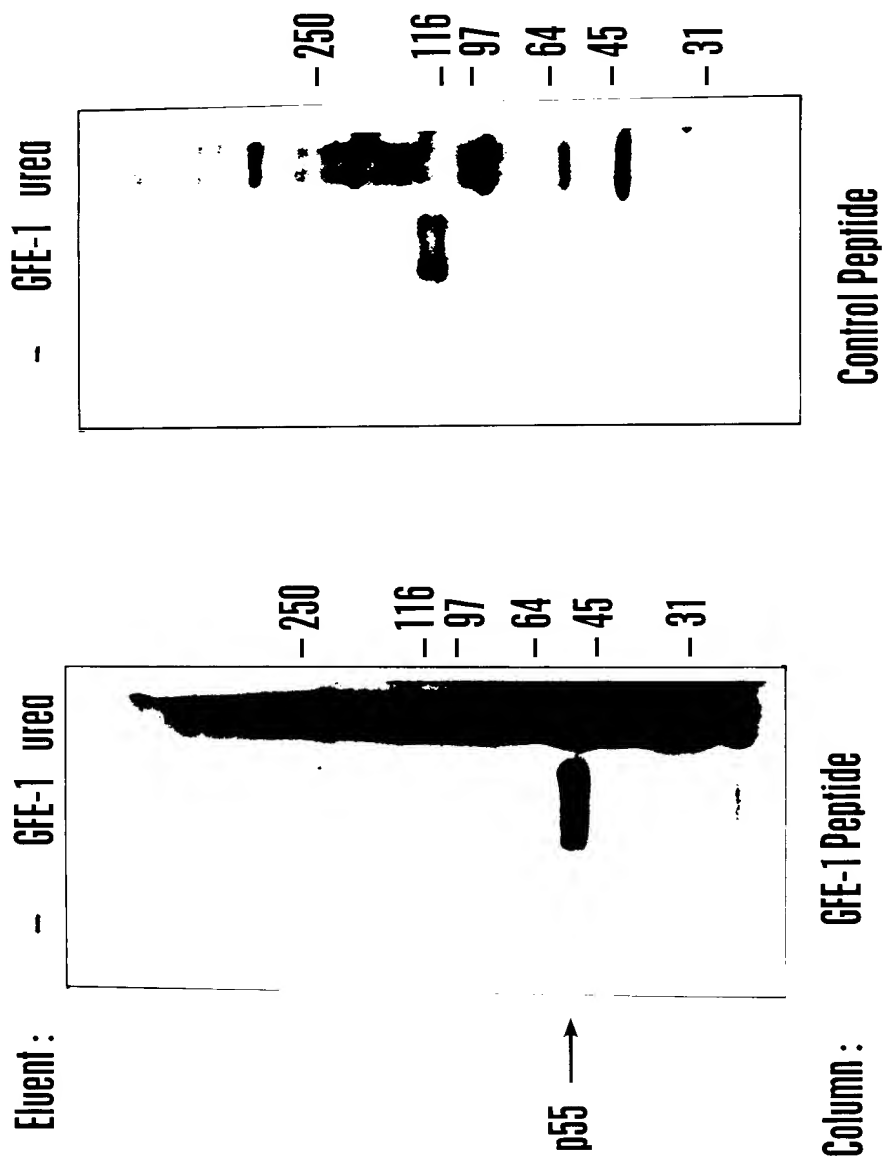 Eluent :
- GFE-1 urea
- GFE-1 urea
- 250
- 116
- 97
- 64
- 45
- 31
- 250
- 116
- 97
- 64
- 45
- 31
p55
Column :
GFE-1 Peptide
Control Peptide